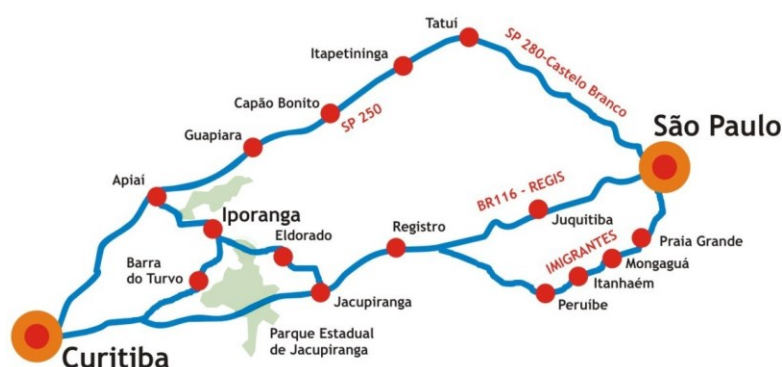 Tatuí
SP 280-Castelo Branco
Itapetininga
Capão Bonito
SP 250
São Paulo
Guapiara
Apiaí
BR116 - REGIS
Iporanga
Registro
Juquitiba
Eldorado
Praia Grande
IMIGRANTES
Barra
do Turvo
Mongaguá
Itanhaém
Jacupiranga
Peruíbe
Parque Estadual
de Jacupiranga
Curitiba